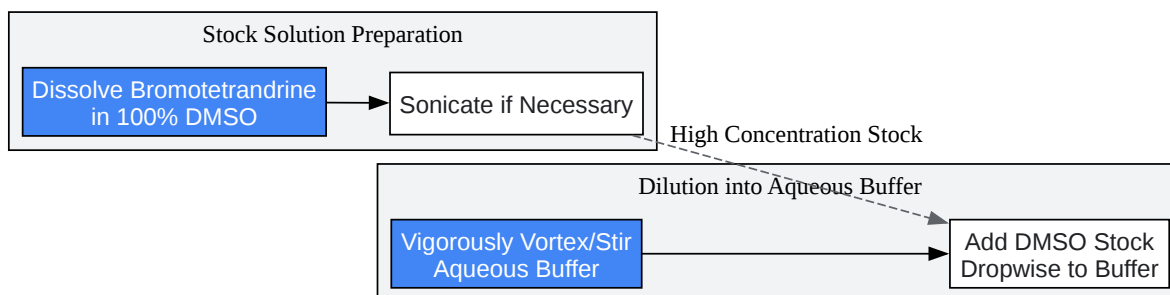 Stock Solution Preparation
Dissolve Bromotetrandrine
in 100% DMSO
Sonicate if Necessary
High Concentration Stock
Dilution into Aqueous Buffer
Vigorously Vortex/Stir
Aqueous Buffer
Add DMSO Stock
Dropwise to Buffer